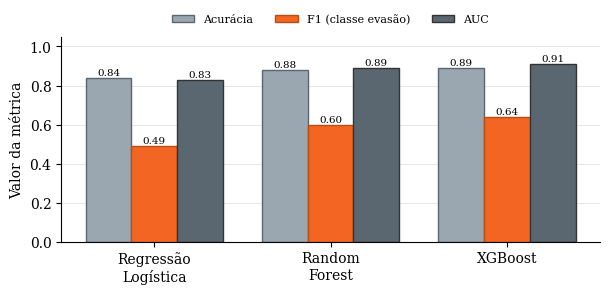 Acurácia F1 (classe evasão) AUC
Valor da métrica
1.0
0.8
0.6
0.4
0.2
0.0
0.84 0.49 0.83
0.88 0.60 0.89
0.89 0.64 0.91
Regressão
Logística
Random
Forest
XGBoost